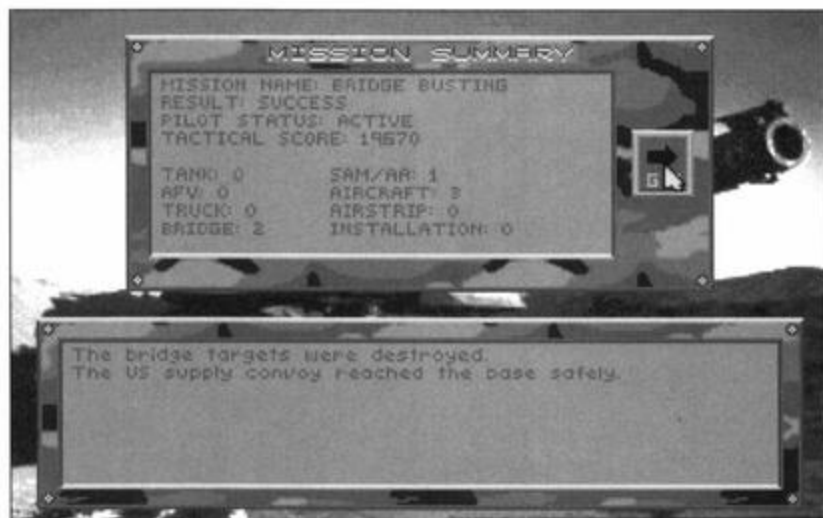 MISSION SUMMARY
MISSION NAME: BRIDGE BUSTING
RESULT: SUCCESS
PILOT STATUS: ACTIVE
TACTICAL SCORE: 19670
TANK: 0 SAM/AA: 1
AFV: 0 AIRCRAFT: 3
TRUCK: 0 AIRSTRIP: 0
BRIDGE: 2 INSTALLATION: 0
G
The bridge targets were destroyed.
The US supply convoy reached the base safely.